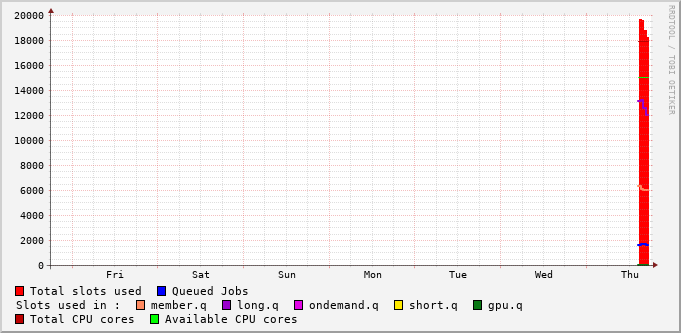 RRDTOOL / TOBI OETIKER
20000
18000
16000
14000
12000
10000
8000
6000
4000
2000
0
Fri Sat Sun Mon Tue Wed Thu
Total slots used Queued Jobs
Slots used in : member.q long.q ondemand.q short.q gpu.q
Total CPU cores Available CPU cores